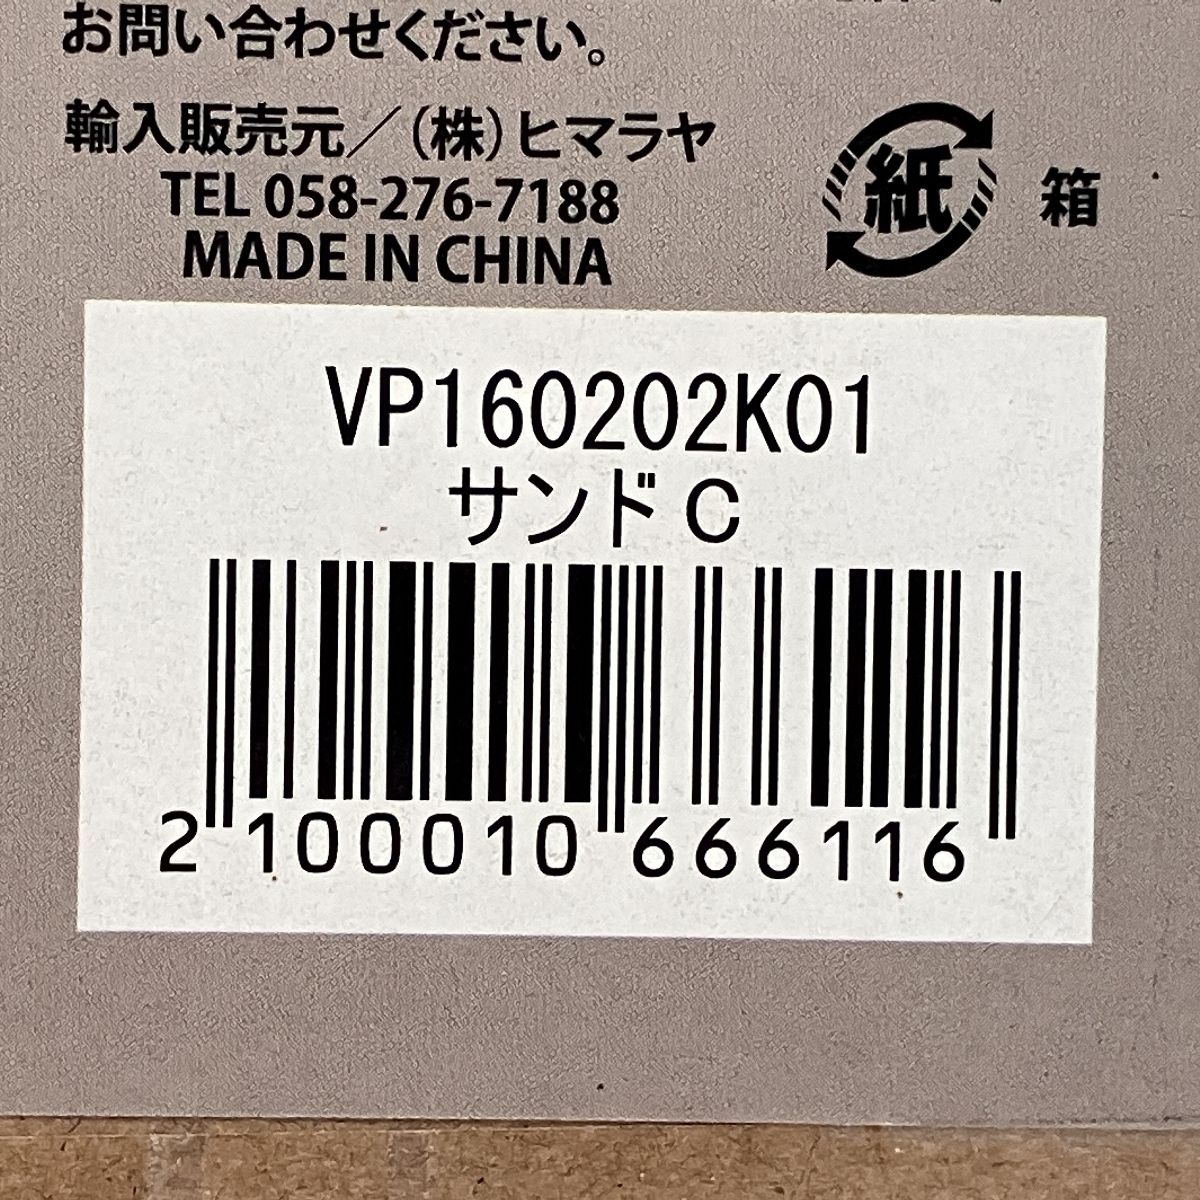 お問い合わせください。
輸入販売元／(株)ヒマラヤ
TEL 058-276-7188
MADE IN CHINA
紙 箱
VP160202K01
サンドC
2 100010 666116